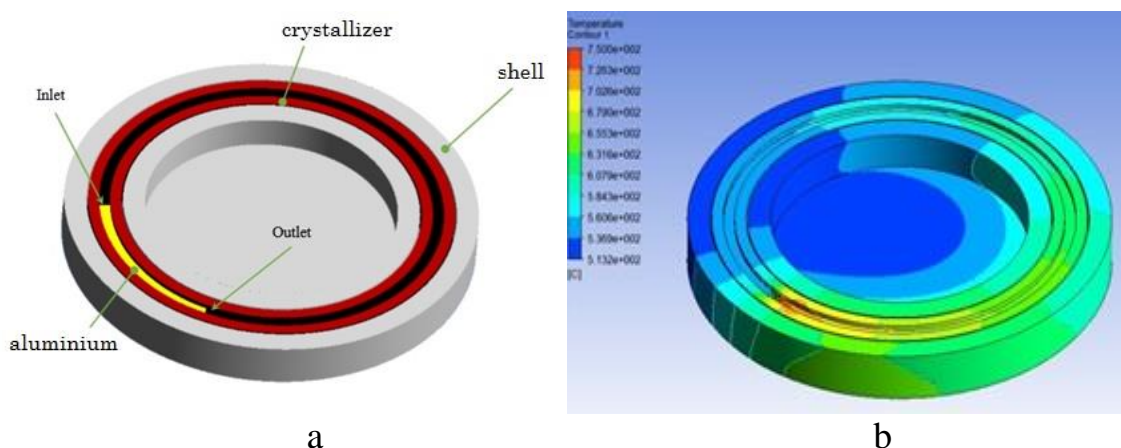 crystallizer
shell
Inlet
Outlet
aluminium
a
Temperature
Contour 1
7.500e+002
7.263e+002
7.026e+002
6.790e+002
6.553e+002
6.316e+002
6.079e+002
5.843e+002
5.606e+002
5.369e+002
5.132e+002
[C]
b